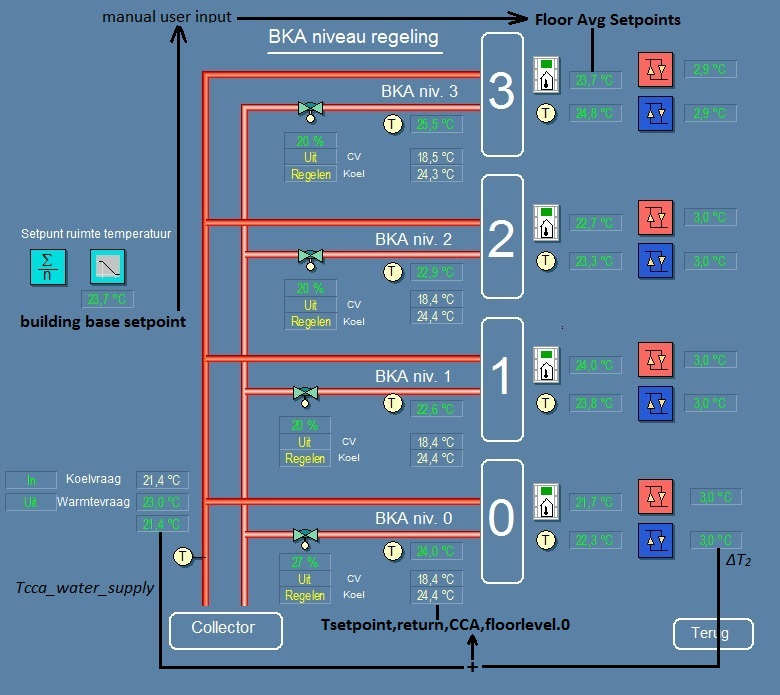 manual user input
Floor Avg Setpoints
BKA niveau regeling
3
BKA niv. 3
23,7 °C
2,9 °C
25,5 °C
24,8 °C
2,9 °C
T
T
20 %
Uit CV 18,5 °C
Regelen Koel 24,3 °C
2
BKA niv. 2
22,7 °C
3,0 °C
Setpunt ruimte temperatuur
Σ
n
23,7 °C
building base setpoint
T
22,9 °C
T
23,3 °C
3,0 °C
20 %
Uit CV 18,4 °C
Regelen Koel 24,4 °C
1
BKA niv. 1
24,0 °C
3,0 °C
T
22,6 °C
T
23,8 °C
3,0 °C
20 %
Uit CV 18,4 °C
Regelen Koel 24,4 °C
In Koelvraag 21,4 °C
Uit Warmtevraag 23,0 °C
21,4 °C
0
BKA niv. 0
21,7 °C
3,0 °C
T
24,0 °C
T
22,3 °C
3,0 °C
27 %
Uit CV 18,4 °C
Regelen Koel 24,4 °C
T
Tcca_water_supply
ΔT₂
Collector
Tsetpoint,return,CCA,floorlevel.0
Terug
+